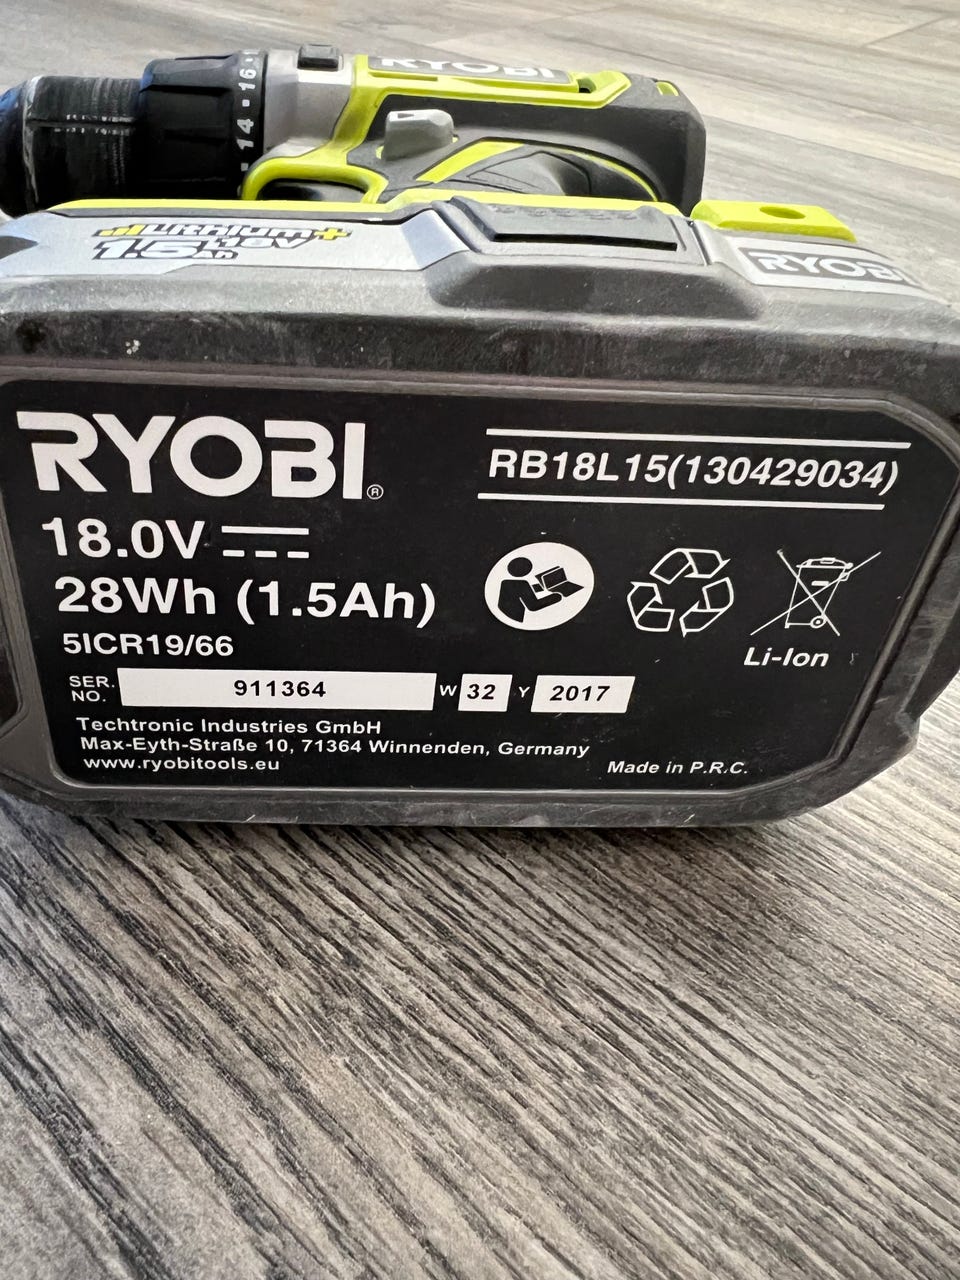 RYOBI
14 16
Lithium+
1.5Ah 18V
RYOBI
RYOBI®
RB18L15(130429034)
18.0V
28Wh (1.5Ah)
5ICR19/66
Li-Ion
SER. NO. 911364 W 32 Y 2017
Techtronic Industries GmbH
Max-Eyth-Straße 10, 71364 Winnenden, Germany
www.ryobitools.eu
Made in P.R.C.